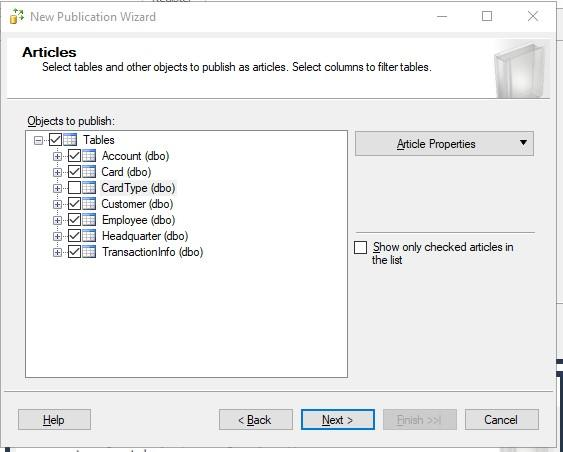 New Publication Wizard
Articles
Select tables and other objects to publish as articles. Select columns to filter tables.
Objects to publish:
Tables
Account (dbo)
Card (dbo)
CardType (dbo)
Customer (dbo)
Employee (dbo)
Headquarter (dbo)
TransactionInfo (dbo)
Article Properties
Show only checked articles in
the list
Help
< Back
Next >
Finish >>|
Cancel